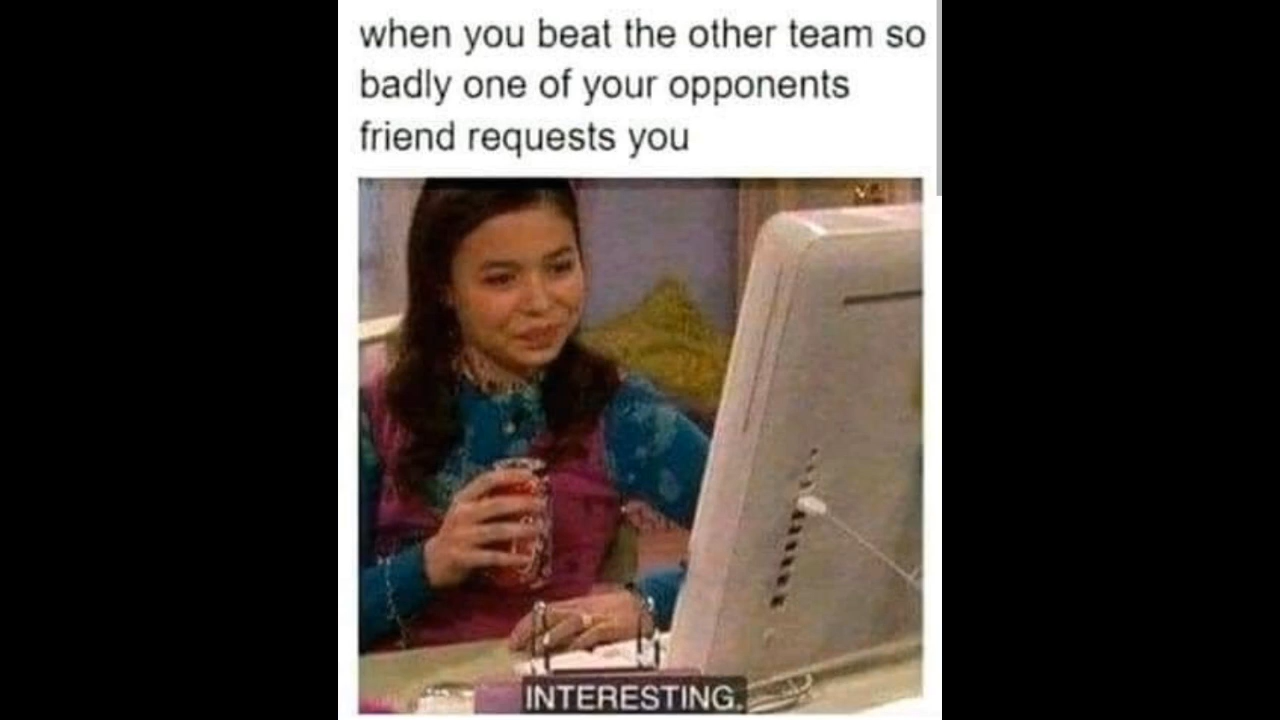 when you beat the other team so
badly one of your opponents
friend requests you
INTERESTING.